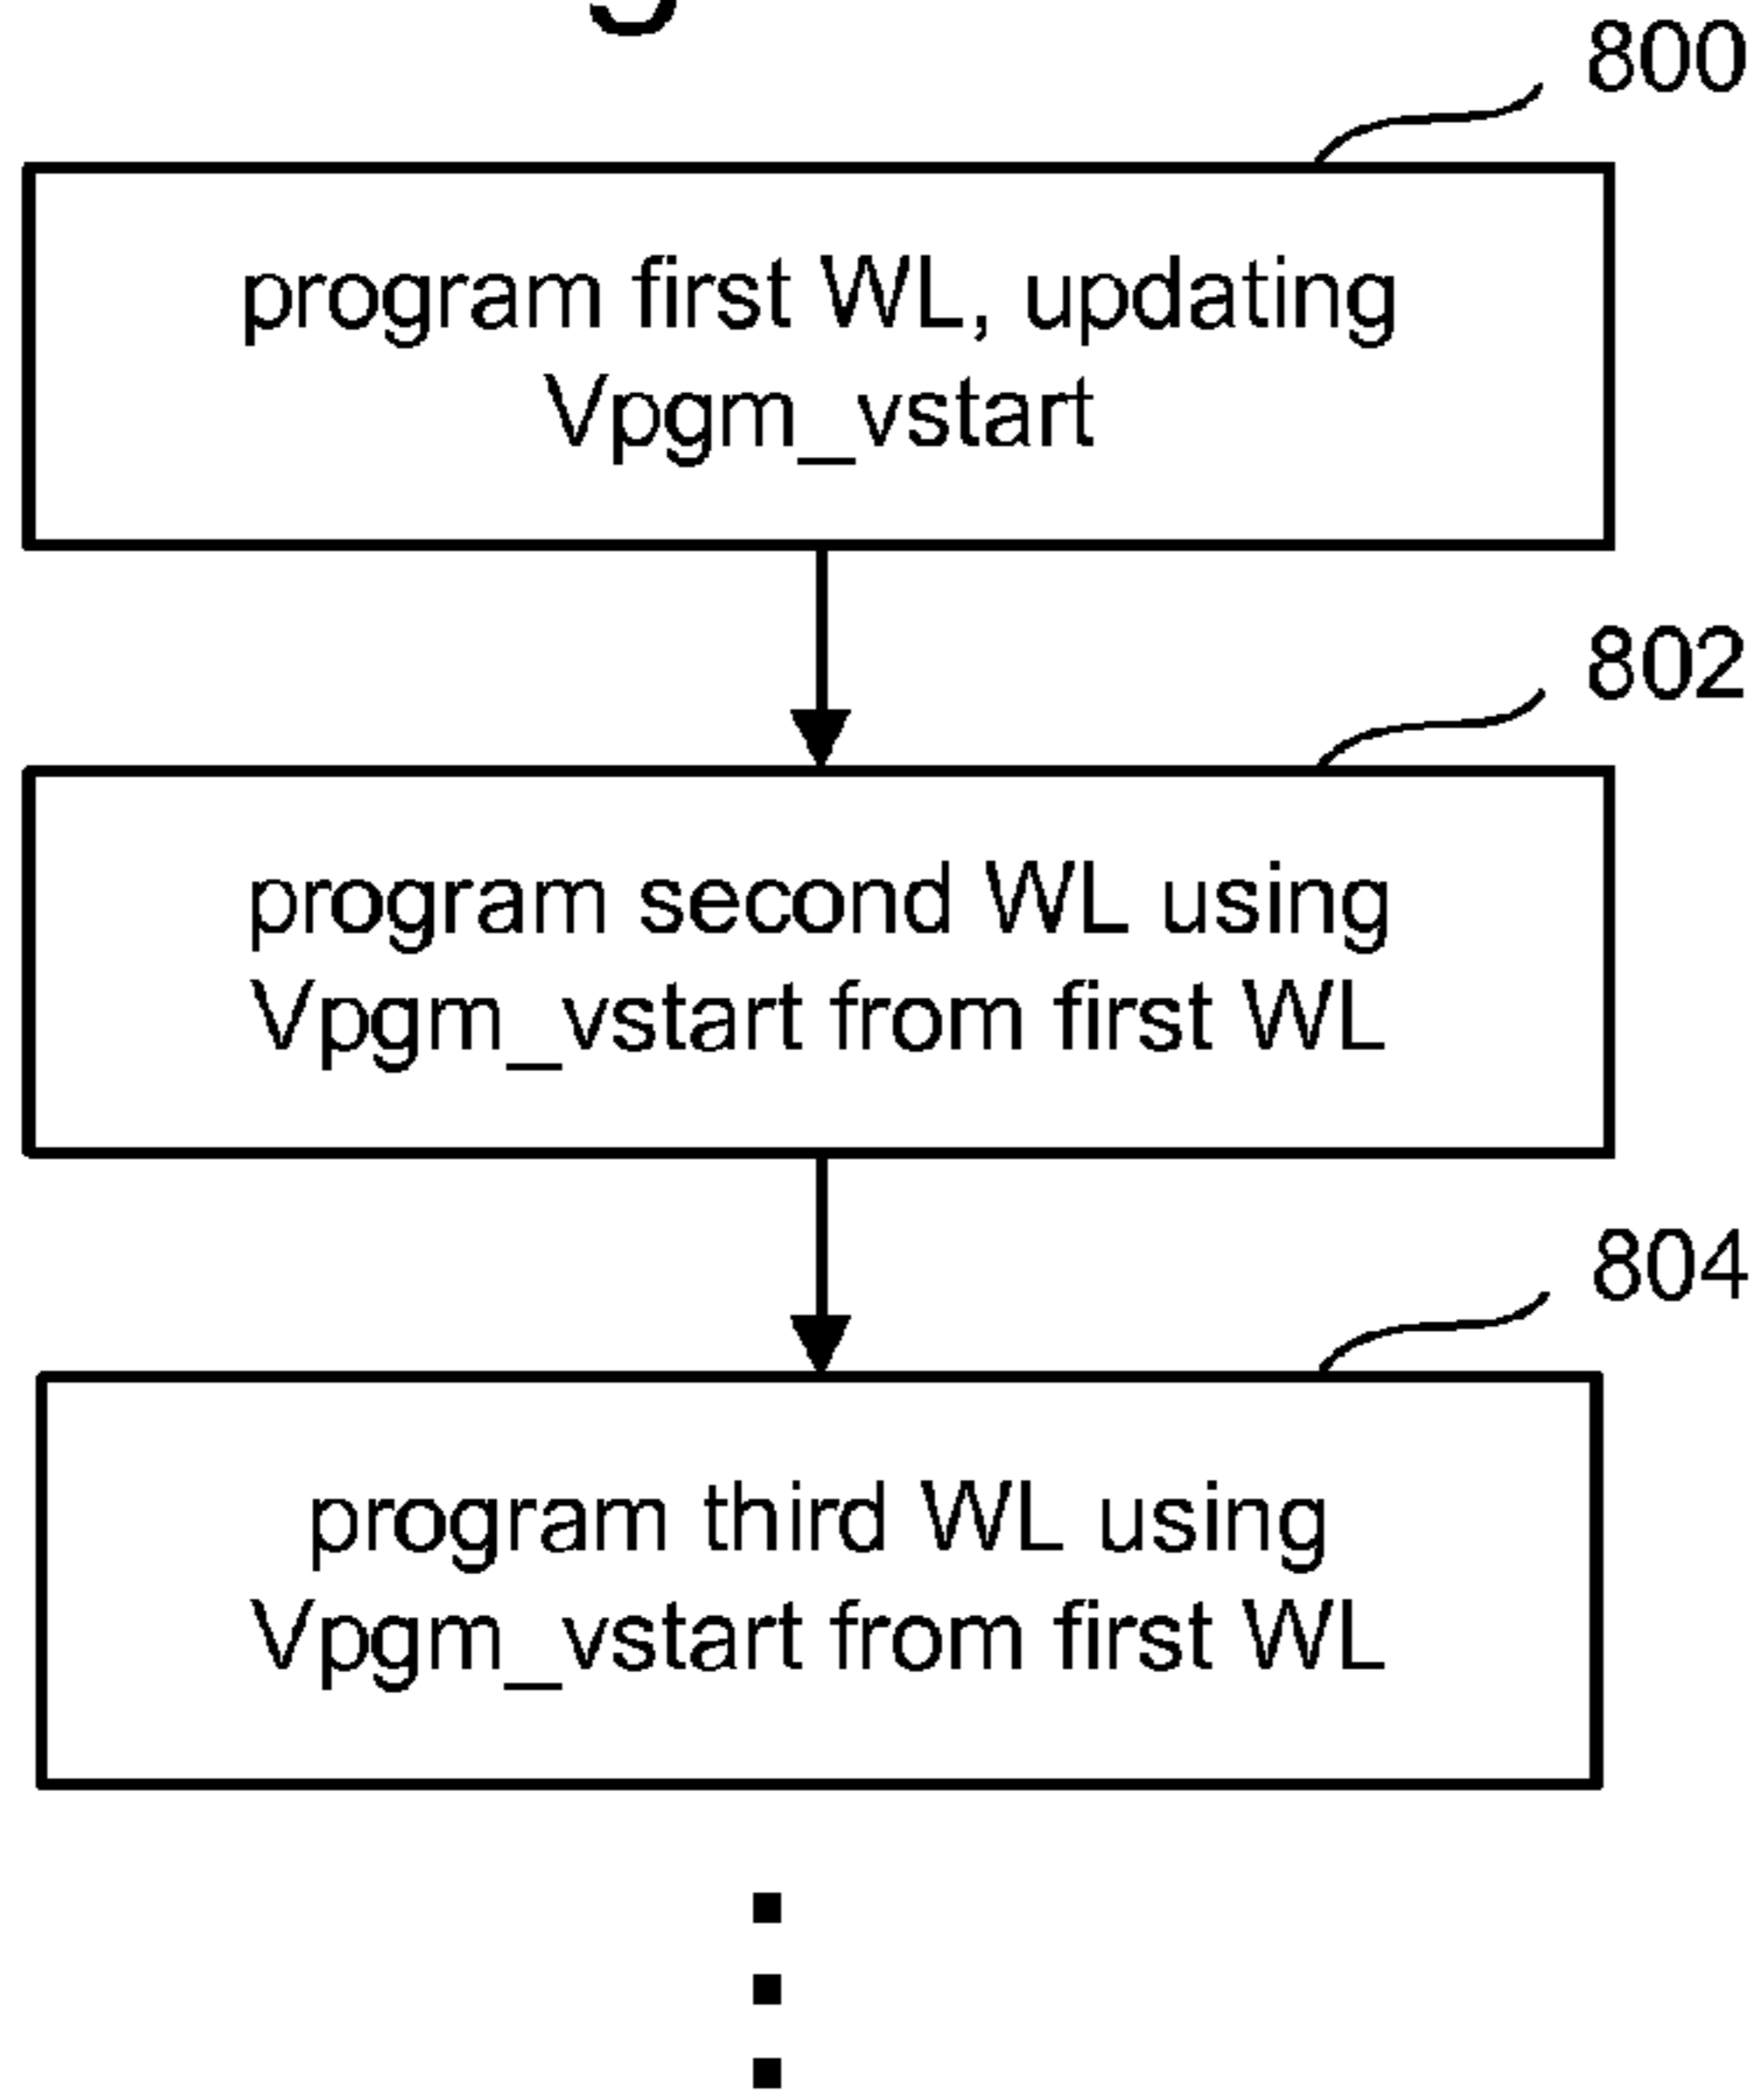 800
program first WL, updating
Vpgm_vstart
802
program second WL using
Vpgm_vstart from first WL
804
program third WL using
Vpgm_vstart from first WL